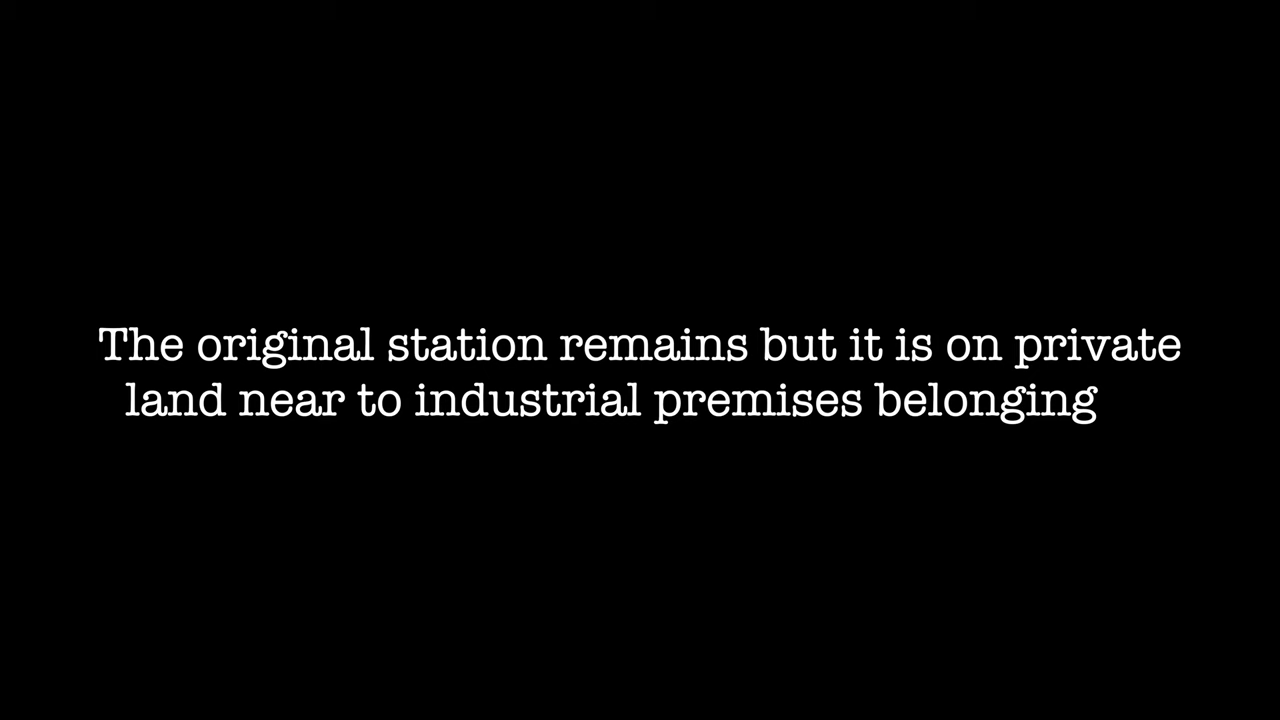 The original station remains but it is on private
land near to industrial premises belonging